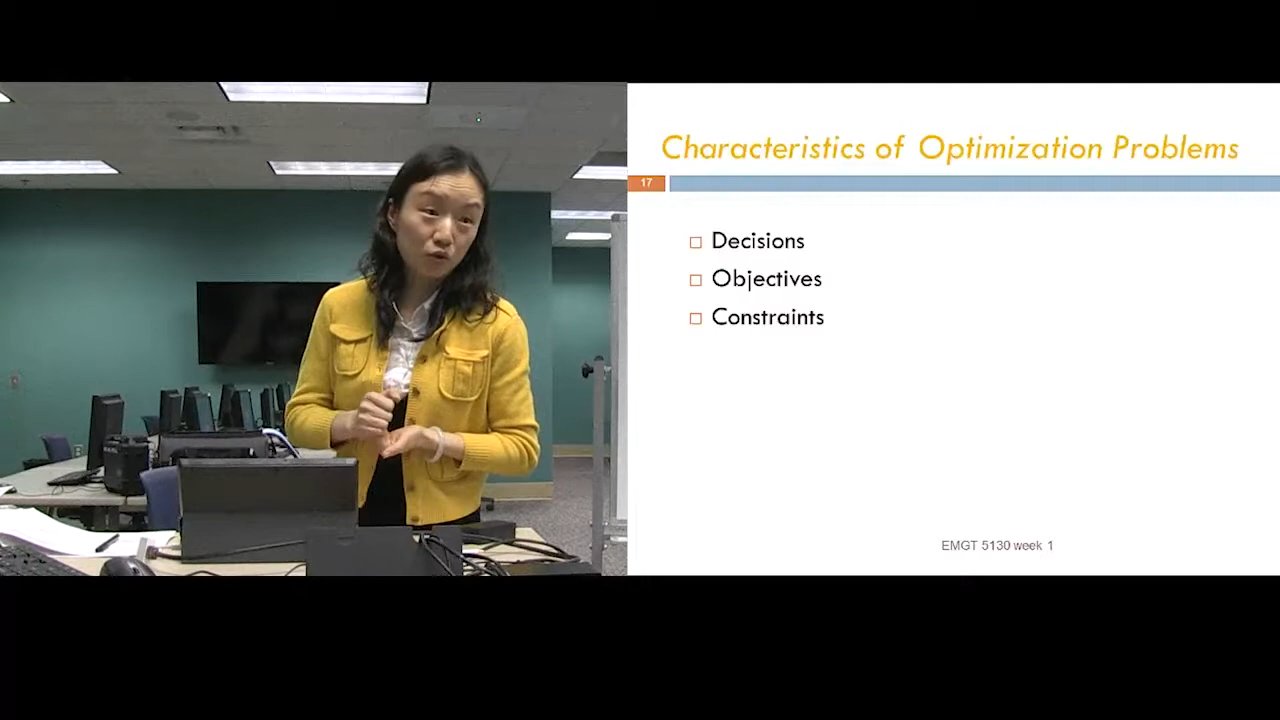 Characteristics of Optimization Problems
17
Decisions
Objectives
Constraints
EMGT 5130 week 1